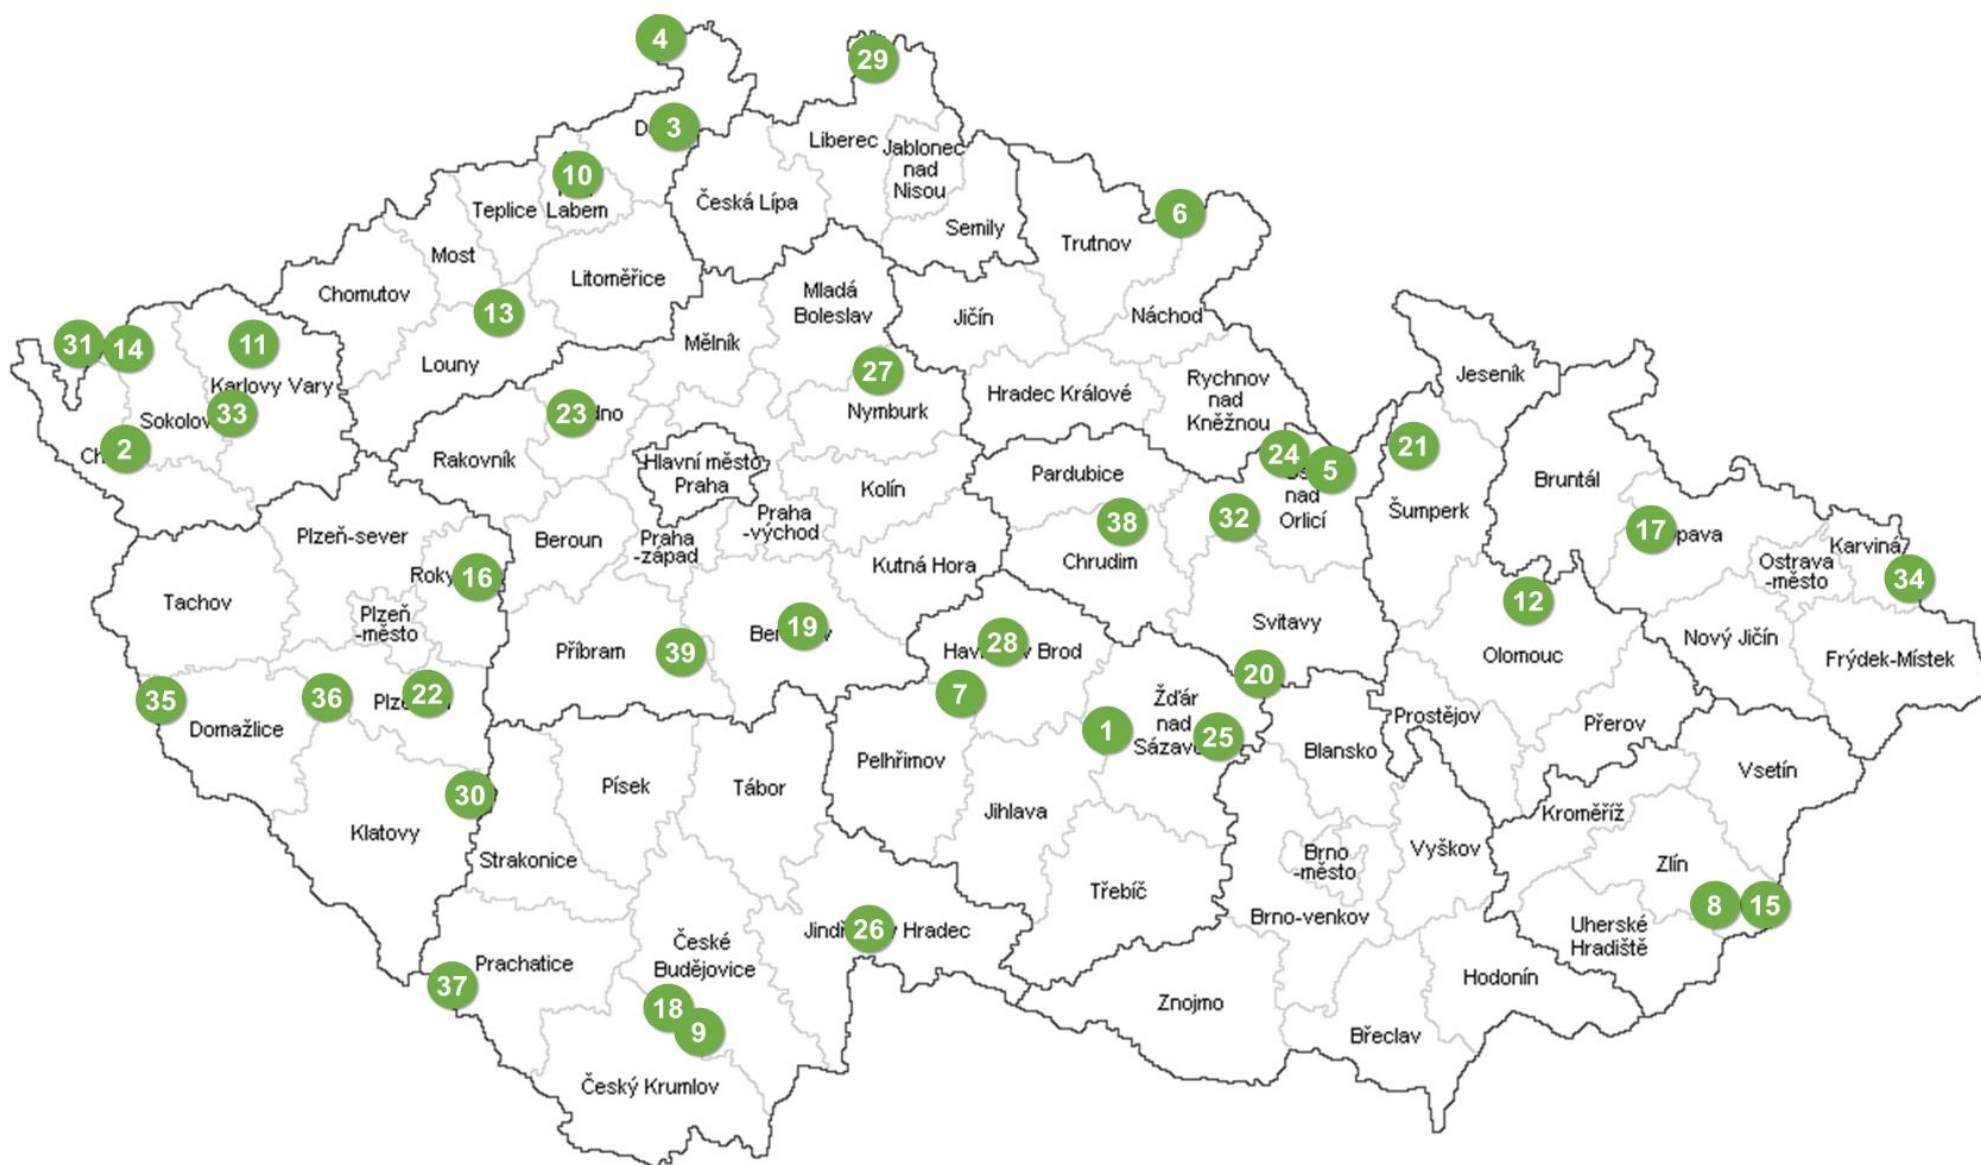 4
29
3
Liberec
Jablonec
nad
Nisou
10
Labem
Teplice
Česká Lípa
Semily
6
Trutnov
Most
Litoměřice
Chomutov
Mladá
Boleslav
13
Jičín
Náchod
31
14
11
Mělník
Louny
27
Jeseník
Karlovy Vary
Hradec Králové
Rychnov
nad
Kněžnou
33
Sokolov
23
Nymburk
2
21
24
5
Rakovník
Hlavní město
Praha
Pardubice
Kolín
nad
Orlicí
Bruntál
Šumperk
38
32
Praha
-východ
17
Plzeň-sever
Beroun
Praha
-západ
Chrudim
Karviná
Ostrava
-město
34
16
Kutná Hora
Tachov
12
Plzeň
-město
19
Svitavy
28
Nový Jičín
Příbram
39
Olomouc
Frýdek-Místek
20
35
36
22
7
Domažlice
Žďár
nad
1
25
Prostějov
Přerov
Blansko
Pelhřimov
Vsetín
30
Písek
Tábor
Jihlava
Kroměříž
Klatovy
Strakonice
Brno
-město
Vyškov
Zlín
Třebíč
8
15
Brno-venkov
26
Hradec
Uherské
Hradiště
České
Budějovice
Prachatice
37
Hodonín
18
9
Znojmo
Břeclav
Český Krumlov